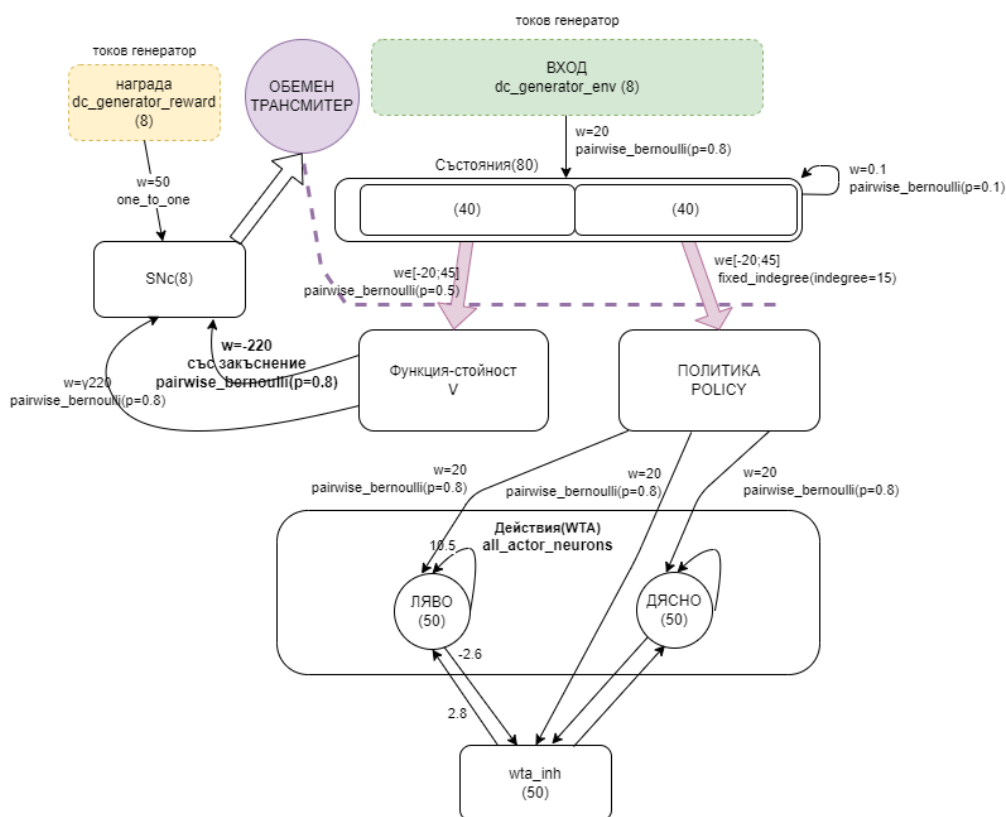 токов генератор
токов генератор
награда
dc_generator_reward
(8)
ОБЕМЕН
ТРАНСМИТЕР
ВХОД
dc_generator_env (8)
w=20
pairwise_bernoulli(p=0.8)
Състояния(80)
w=0.1
pairwise_bernoulli(p=0.1)
w=50
one_to_one
(40)
(40)
SNc(8)
w∈[-20;45]
pairwise_bernoulli(p=0.5)
w∈[-20;45]
fixed_indegree(indegree=15)
w=-220
със закъснение
pairwise_bernoulli(p=0.8)
w=γ220
pairwise_bernoulli(p=0.8)
Функция-стойност
V
ПОЛИТИКА
POLICY
w=20
pairwise_bernoulli(p=0.8)
w=20
pairwise_bernoulli(p=0.8)
w=20
pairwise_bernoulli(p=0.8)
Действия(WTA)
all_actor_neurons
10.5
ЛЯВО
(50)
ДЯСНО
(50)
-2.6
2.8
wta_inh
(50)